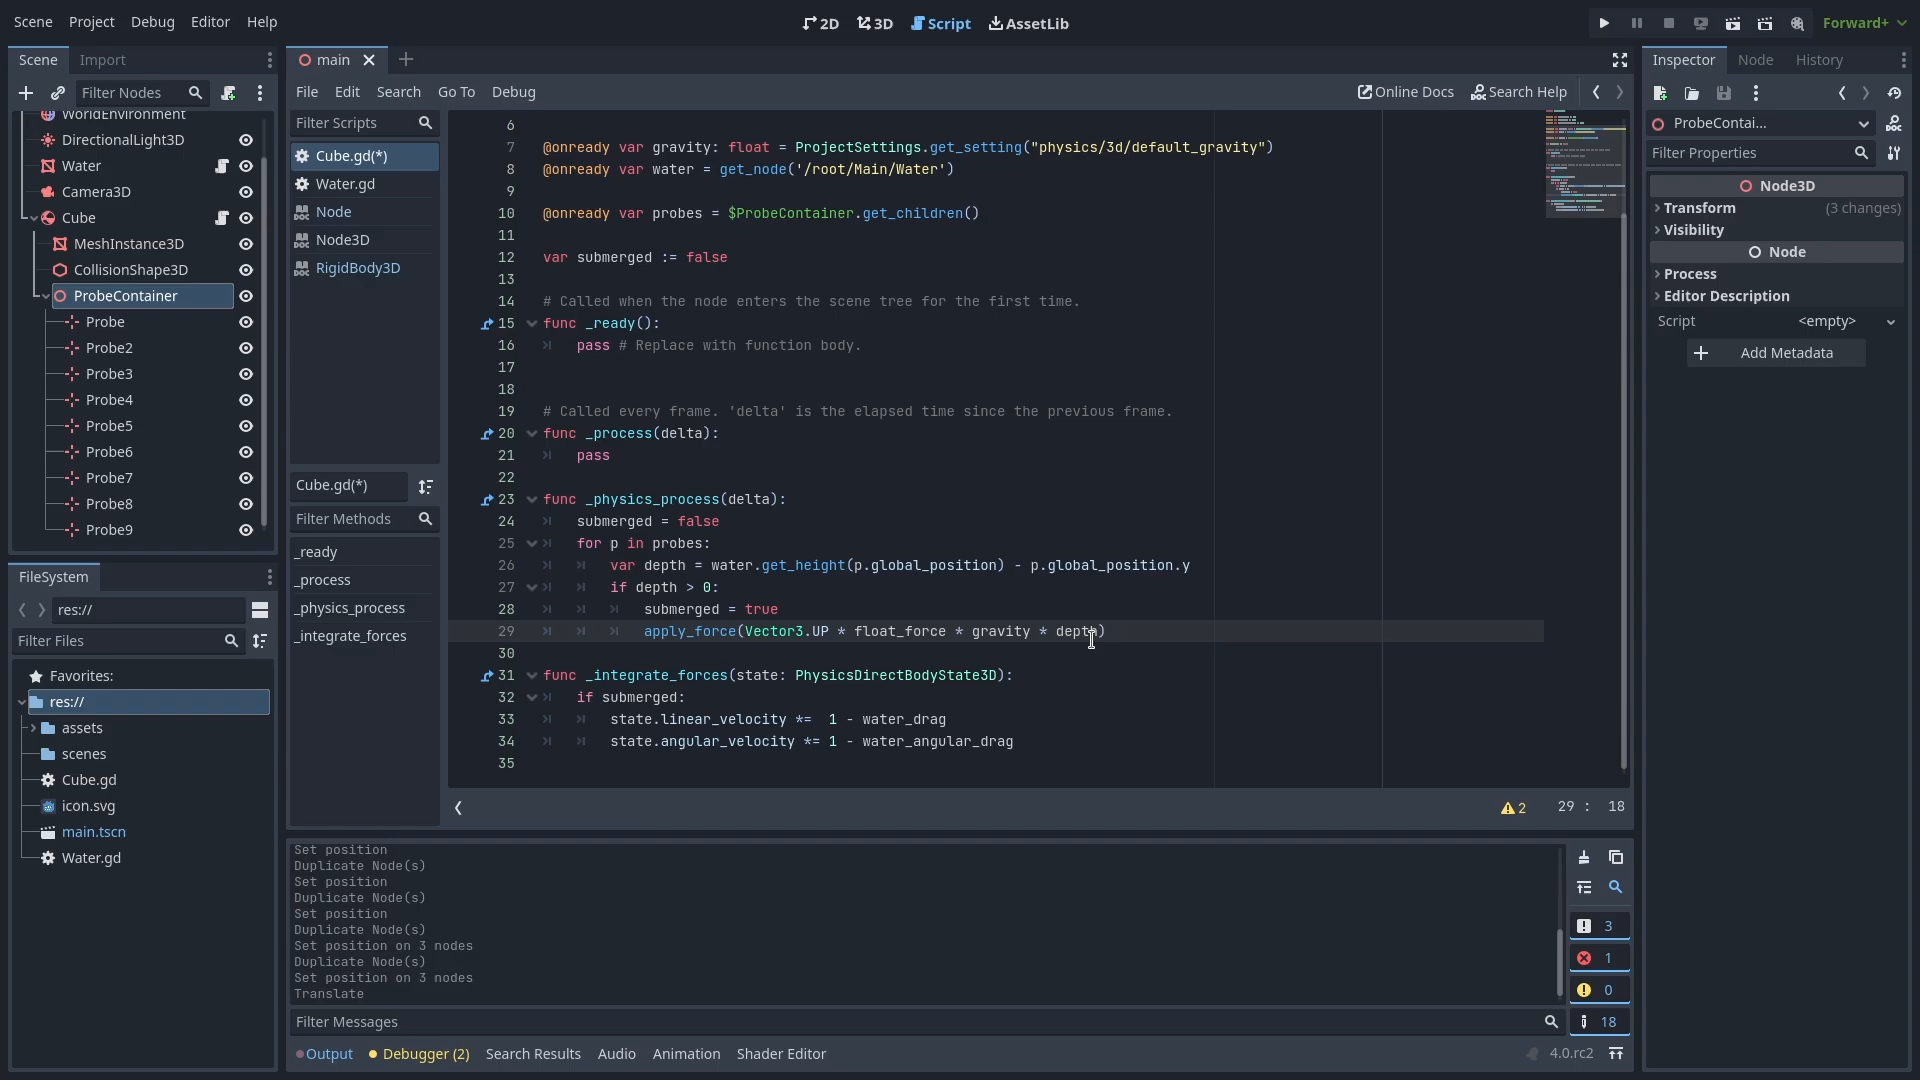 Scene Project Debug Editor Help
2D 3D Script AssetLib
Forward+
Scene Import
Filter Nodes
WorldEnvironment
DirectionalLight3D
Water
Camera3D
Cube
MeshInstance3D
CollisionShape3D
ProbeContainer
Probe
Probe2
Probe3
Probe4
Probe5
Probe6
Probe7
Probe8
Probe9
FileSystem
res://
Filter Files
Favorites:
res://
assets
scenes
Cube.gd
icon.svg
main.tscn
Water.gd
main
File Edit Search Go To Debug
Online Docs Search Help
Filter Scripts
Cube.gd(*)
Water.gd
Node
Node3D
RigidBody3D
Cube.gd(*)
Filter Methods
_ready
_process
_physics_process
_integrate_forces
6
7 @onready var gravity: float = ProjectSettings.get_setting("physics/3d/default_gravity")
8 @onready var water = get_node('/root/Main/Water')
9
10 @onready var probes = $ProbeContainer.get_children()
11
12 var submerged := false
13
14 # Called when the node enters the scene tree for the first time.
15 func _ready():
16 pass # Replace with function body.
17
18
19 # Called every frame. 'delta' is the elapsed time since the previous frame.
20 func _process(delta):
21 pass
22
23 func _physics_process(delta):
24 submerged = false
25 for p in probes:
26 var depth = water.get_height(p.global_position) - p.global_position.y
27 if depth > 0:
28 submerged = true
29 apply_force(Vector3.UP * float_force * gravity * depth)
30
31 func _integrate_forces(state: PhysicsDirectBodyState3D):
32 if submerged:
33 state.linear_velocity *=  1 - water_drag
34 state.angular_velocity *= 1 - water_angular_drag
35
2 29 : 18
Set position
Duplicate Node(s)
Set position
Duplicate Node(s)
Set position
Duplicate Node(s)
Set position on 3 nodes
Duplicate Node(s)
Set position on 3 nodes
Translate
3
1
0
18
Filter Messages
Output Debugger (2) Search Results Audio Animation Shader Editor
4.0.rc2
Inspector Node History
ProbeContai...
Filter Properties
Node3D
Transform (3 changes)
Visibility
Node
Process
Editor Description
Script <empty>
Add Metadata